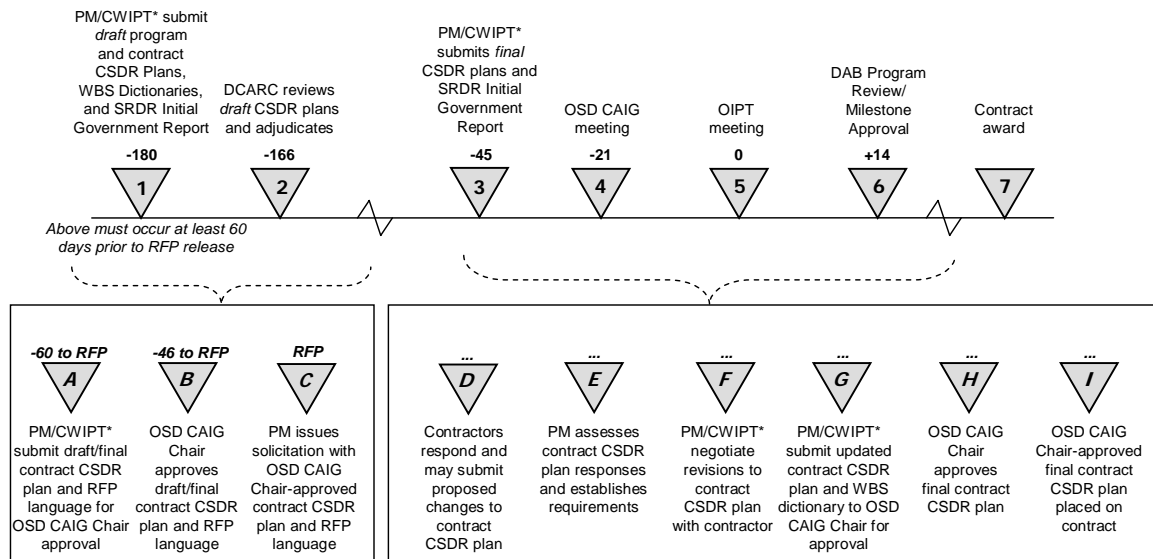 PM/CWIPT* submit
draft program
and contract
CSDR Plans,
WBS Dictionaries,
and SRDR Initial
Government Report
-180
1
DCARC reviews
draft CSDR plans
and adjudicates
-166
2
PM/CWIPT*
submits final
CSDR plans and
SRDR Initial
Government
Report
-45
3
OSD CAIG
meeting
-21
4
OIPT
meeting
0
5
DAB Program
Review/
Milestone
Approval
+14
6
Contract
award
7
Above must occur at least 60
days prior to RFP release
-60 to RFP
A
PM/CWIPT*
submit draft/final
contract CSDR
plan and RFP
language for
OSD CAIG Chair
approval
-46 to RFP
B
OSD CAIG
Chair
approves
draft/final
contract CSDR
plan and RFP
language
RFP
C
PM issues
solicitation with
OSD CAIG
Chair-approved
contract CSDR
plan and RFP
language
...
D
Contractors
respond and
may submit
proposed
changes to
contract
CSDR plan
...
E
PM assesses
contract CSDR
plan responses
and establishes
requirements
...
F
PM/CWIPT*
negotiate
revisions to
contract
CSDR plan
with contractor
...
G
PM/CWIPT*
submit updated
contract CSDR
plan and WBS
dictionary to OSD
CAIG Chair for
approval
...
H
OSD CAIG
Chair
approves
final contract
CSDR plan
...
I
OSD CAIG
Chair-approved
final contract
CSDR plan
placed on
contract